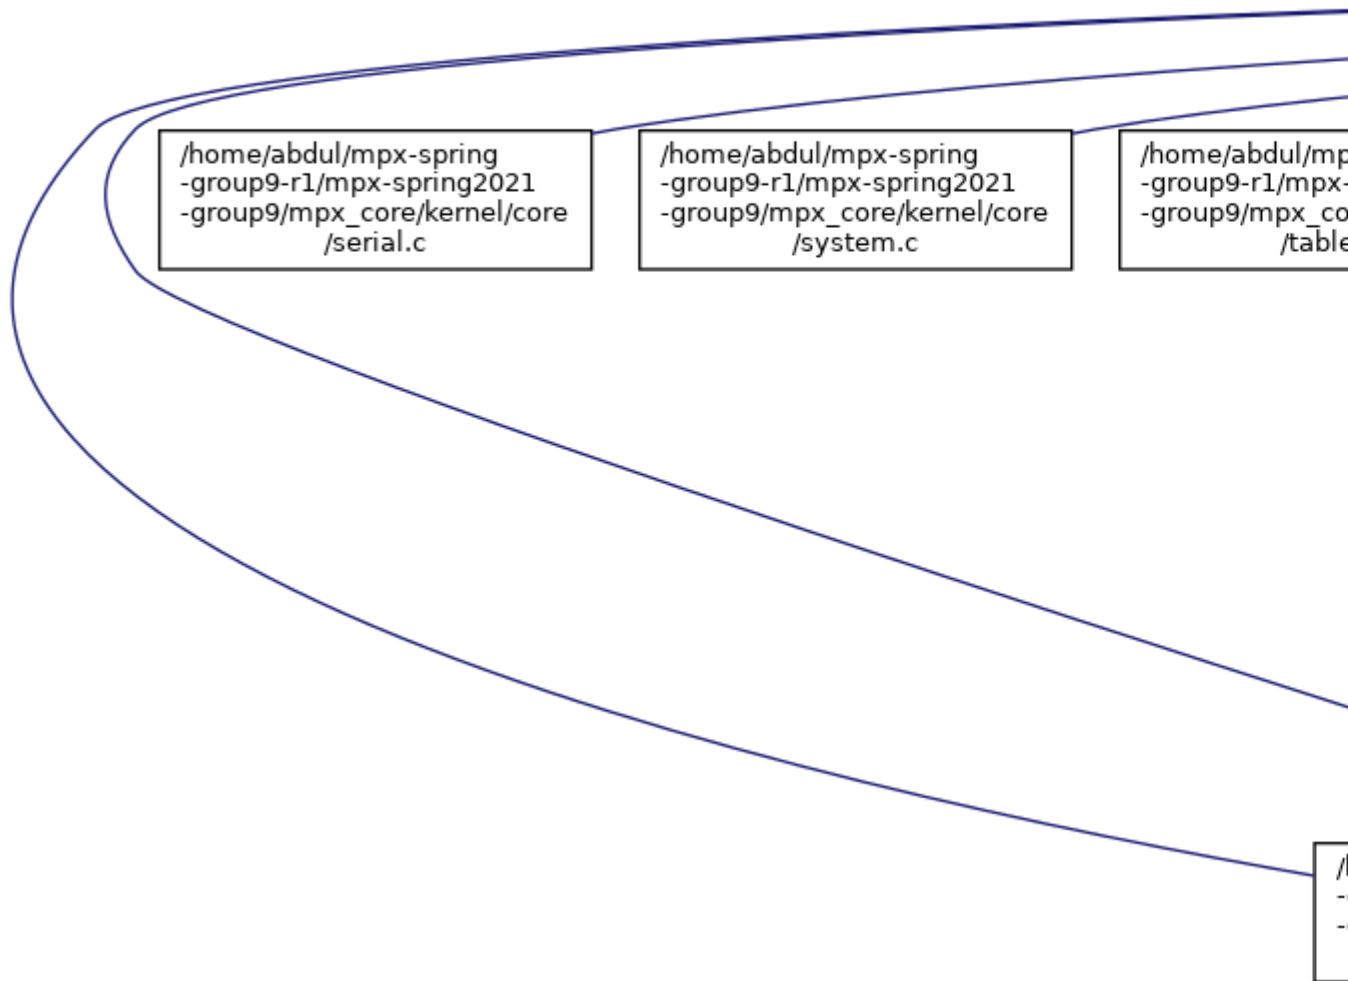 /home/abdul/mpx-spring
-group9-r1/mpx-spring2021
-group9/mpx_core/kernel/core
/serial.c
/home/abdul/mpx-spring
-group9-r1/mpx-spring2021
-group9/mpx_core/kernel/core
/system.c
/home/abdul/mp
-group9-r1/mpx-
-group9/mpx_co
/table